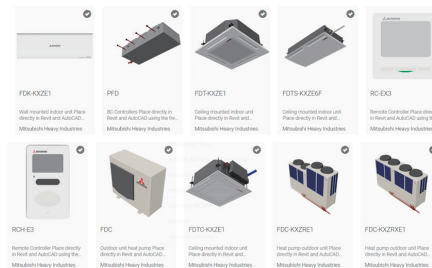 FDK-KXZE1
Wall mounted indoor unit Place
directly in Revit and AutoCAD...
Mitsubishi Heavy Industries
PFD
BC Controllers Place directly in
Revit and AutoCAD using the fre...
Mitsubishi Heavy Industries
FDT-KXZE1
Ceiling mounted indoor unit
Place directly in Revit and...
Mitsubishi Heavy Industries
FDTS-KXZE6F
Ceiling mounted indoor unit
Place directly in Revit and...
Mitsubishi Heavy Industries
RC-EX3
Remote Controller Place direc
in Revit and AutoCAD using th
Mitsubishi Heavy Industries
RCH-E3
Remote Controller Place directly
in Revit and AutoCAD using the...
Mitsubishi Heavy Industries
FDC
Outdoor unit heat pump Place
directly in Revit and AutoCAD...
Mitsubishi Heavy Industries
FDTC-KXZE1
Ceiling mounted indoor unit
Place directly in Revit and...
Mitsubishi Heavy Industries
FDC-KXZRE1
Heat pump outdoor unit Place
directly in Revit and AutoCAD...
Mitsubishi Heavy Industries
FDC-KXZRXE1
Heat pump outdoor unit Place
directly in Revit and AutoCAD...
Mitsubishi Heavy Industries